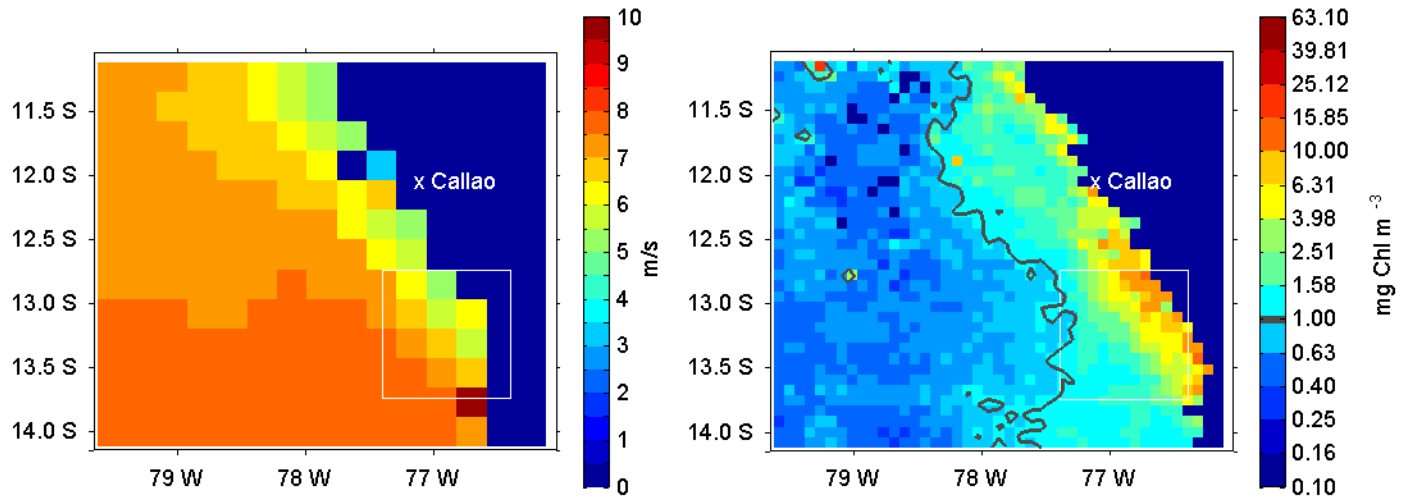 11.5 S
12.0 S
12.5 S
13.0 S
13.5 S
14.0 S
79 W
78 W
77 W
x Callao
10
9
8
7
6
5
4
3
2
1
0
m/s
11.5 S
12.0 S
12.5 S
13.0 S
13.5 S
14.0 S
79 W
78 W
77 W
x Callao
63.10
39.81
25.12
15.85
10.00
6.31
3.98
2.51
1.58
1.00
0.63
0.40
0.25
0.16
0.10
mg Chl m⁻³